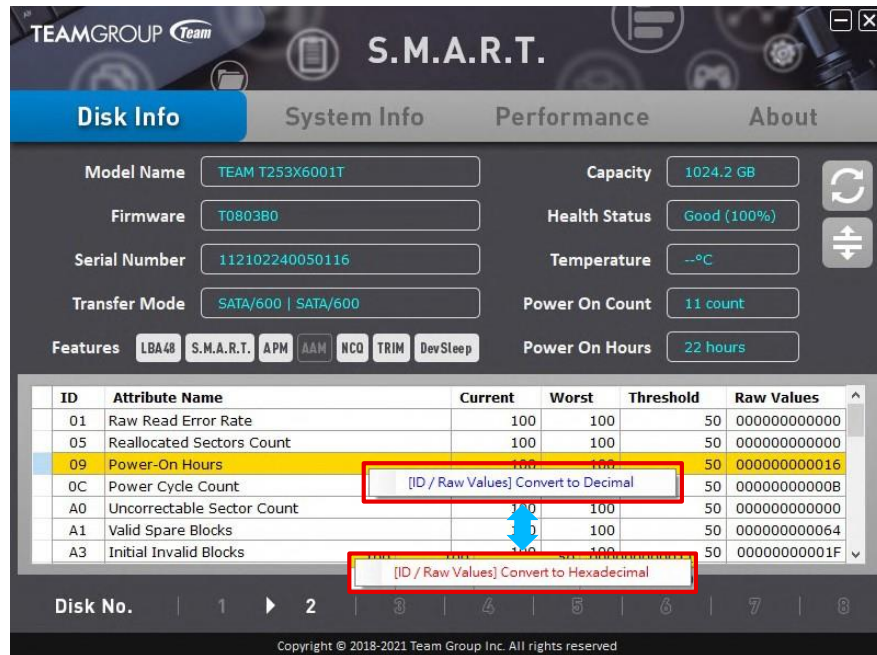 TEAMGROUP Team
S.M.A.R.T.
Disk Info System Info Performance About
Model Name TEAM T253X6001T Capacity 1024.2 GB
Firmware T0803B0 Health Status Good (100%)
Serial Number 112102240050116 Temperature --°C
Transfer Mode SATA/600 | SATA/600 Power On Count 11 count
Features LBA48 S.M.A.R.T. APM AAM NCQ TRIM DevSleep Power On Hours 22 hours
ID Attribute Name Current Worst Threshold Raw Values
01 Raw Read Error Rate 100 100 50 000000000000
05 Reallocated Sectors Count 100 100 50 000000000000
09 Power-On Hours 100 100 50 000000000016
[ID / Raw Values] Convert to Decimal
0C Power Cycle Count 50 00000000000B
A0 Uncorrectable Sector Count 100 100 50 000000000000
A1 Valid Spare Blocks 100 50 000000000064
A3 Initial Invalid Blocks 100 100 50 00000000001F
[ID / Raw Values] Convert to Hexadecimal
Disk No. | 1 2 | 3 | 4 | 5 | 6 | 7 | 8
Copyright © 2018-2021 Team Group Inc. All rights reserved